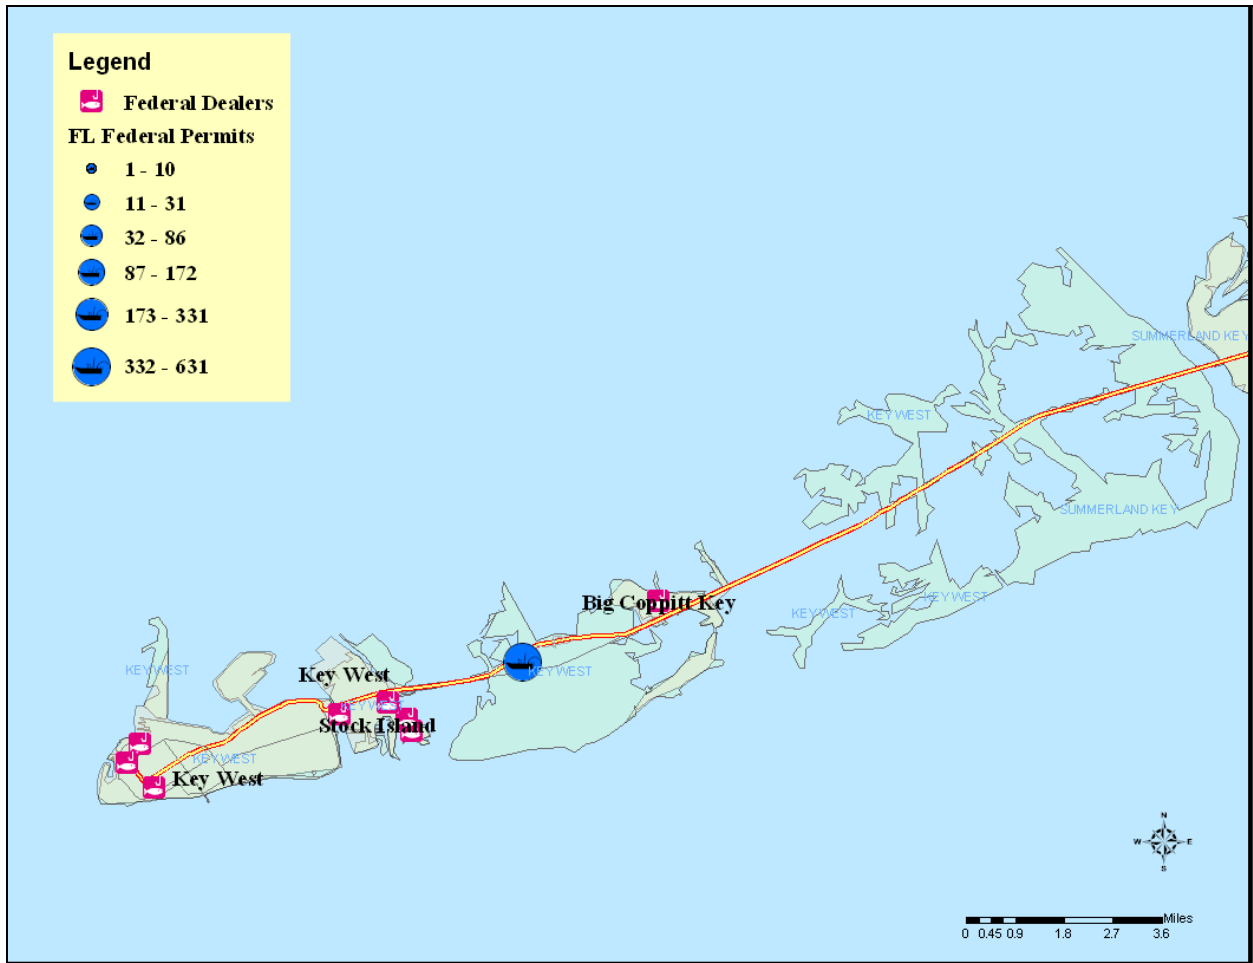 Legend
Federal Dealers
FL Federal Permits
1 - 10
11 - 31
32 - 86
87 - 172
173 - 331
332 - 631
SUMMERLAND KEY
KEY WEST
SUMMERLAND KEY
Big Coppitt Key
KEY WEST
KEY WEST
KEY WEST
Key West
KEY WEST
KEY WEST
Stock Island
KEY WEST
Key West
N
W E
S
Miles
0 0.45 0.9 1.8 2.7 3.6